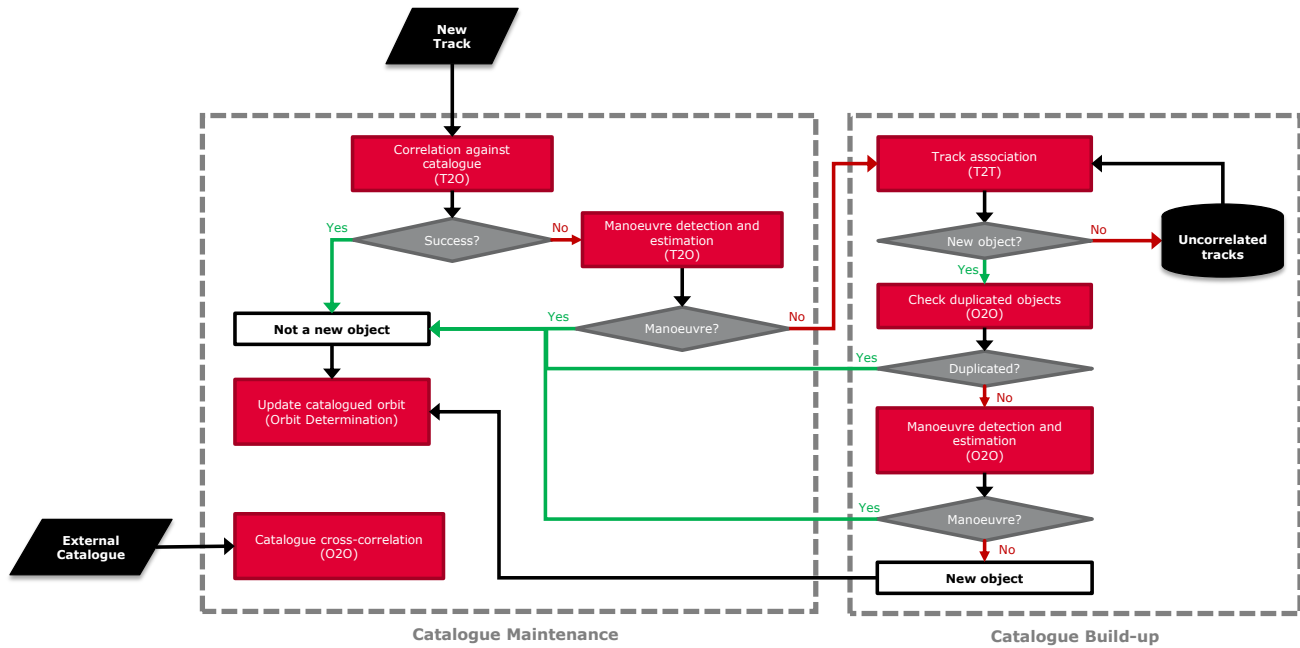 New
Track
Correlation against
catalogue
(T2O)
Success?
Yes
No
Manoeuvre detection and
estimation
(T2O)
Manoeuvre?
Yes
No
Not a new object
Update catalogued orbit
(Orbit Determination)
External
Catalogue
Catalogue cross-correlation
(O2O)
Catalogue Maintenance
Track association
(T2T)
New object?
No
Uncorrelated
tracks
Yes
Check duplicated objects
(O2O)
Duplicated?
Yes
No
Manoeuvre detection and
estimation
(O2O)
Manoeuvre?
Yes
No
New object
Catalogue Build-up